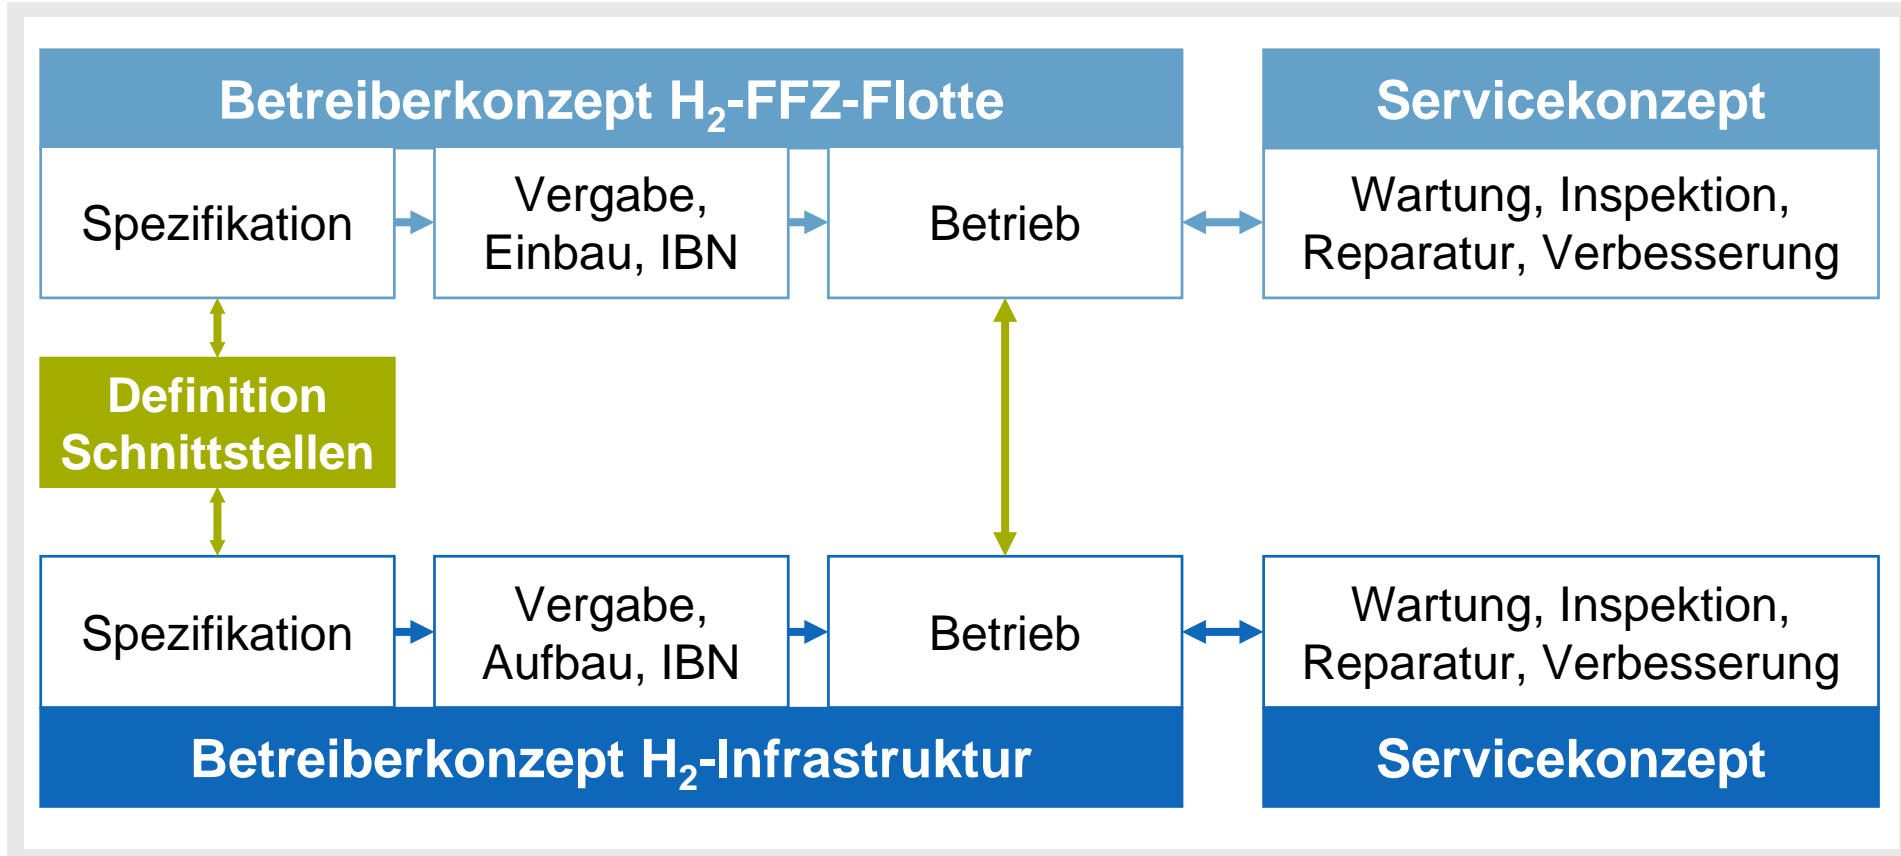 Betreiberkonzept H₂-FFZ-Flotte
Servicekonzept
Spezifikation
Vergabe,
Einbau, IBN
Betrieb
Wartung, Inspektion,
Reparatur, Verbesserung
Definition
Schnittstellen
Spezifikation
Vergabe,
Aufbau, IBN
Betrieb
Wartung, Inspektion,
Reparatur, Verbesserung
Betreiberkonzept H₂-Infrastruktur
Servicekonzept